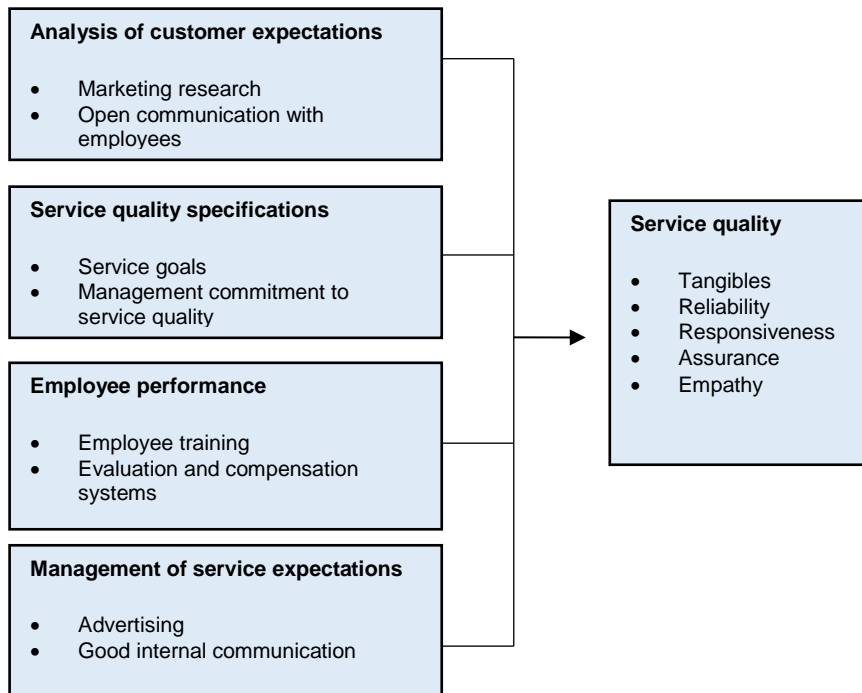 Analysis of customer expectations
• Marketing research
• Open communication with
employees
Service quality specifications
• Service goals
• Management commitment to
service quality
Employee performance
• Employee training
• Evaluation and compensation
systems
Management of service expectations
• Advertising
• Good internal communication
Service quality
• Tangibles
• Reliability
• Responsiveness
• Assurance
• Empathy